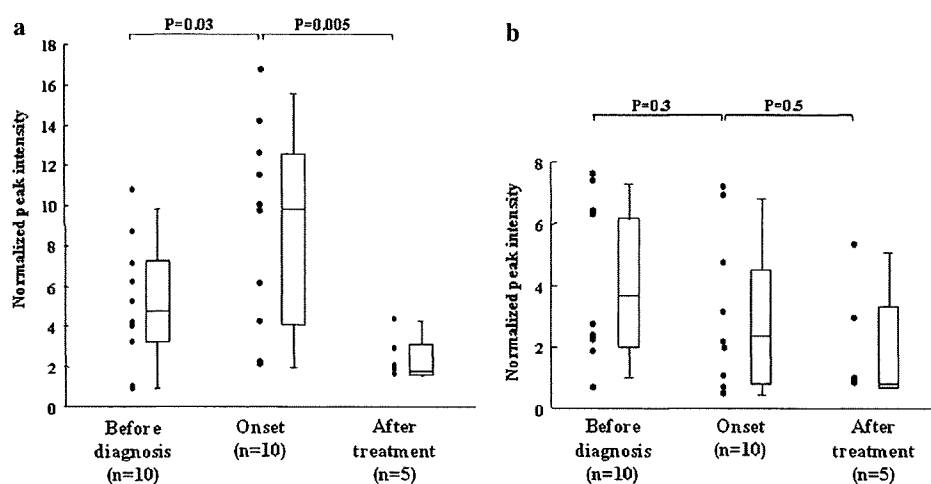 a
P=0.03
P=0.005
Normalized peak intensity
18
16
14
12
10
8
6
4
2
0
Before
diagnosis
(n=10)
Onset
(n=10)
After
treatment
(n=5)
b
P=0.3
P=0.5
Normalized peak intensity
8
6
4
2
0
Before
diagnosis
(n=10)
Onset
(n=10)
After
treatment
(n=5)